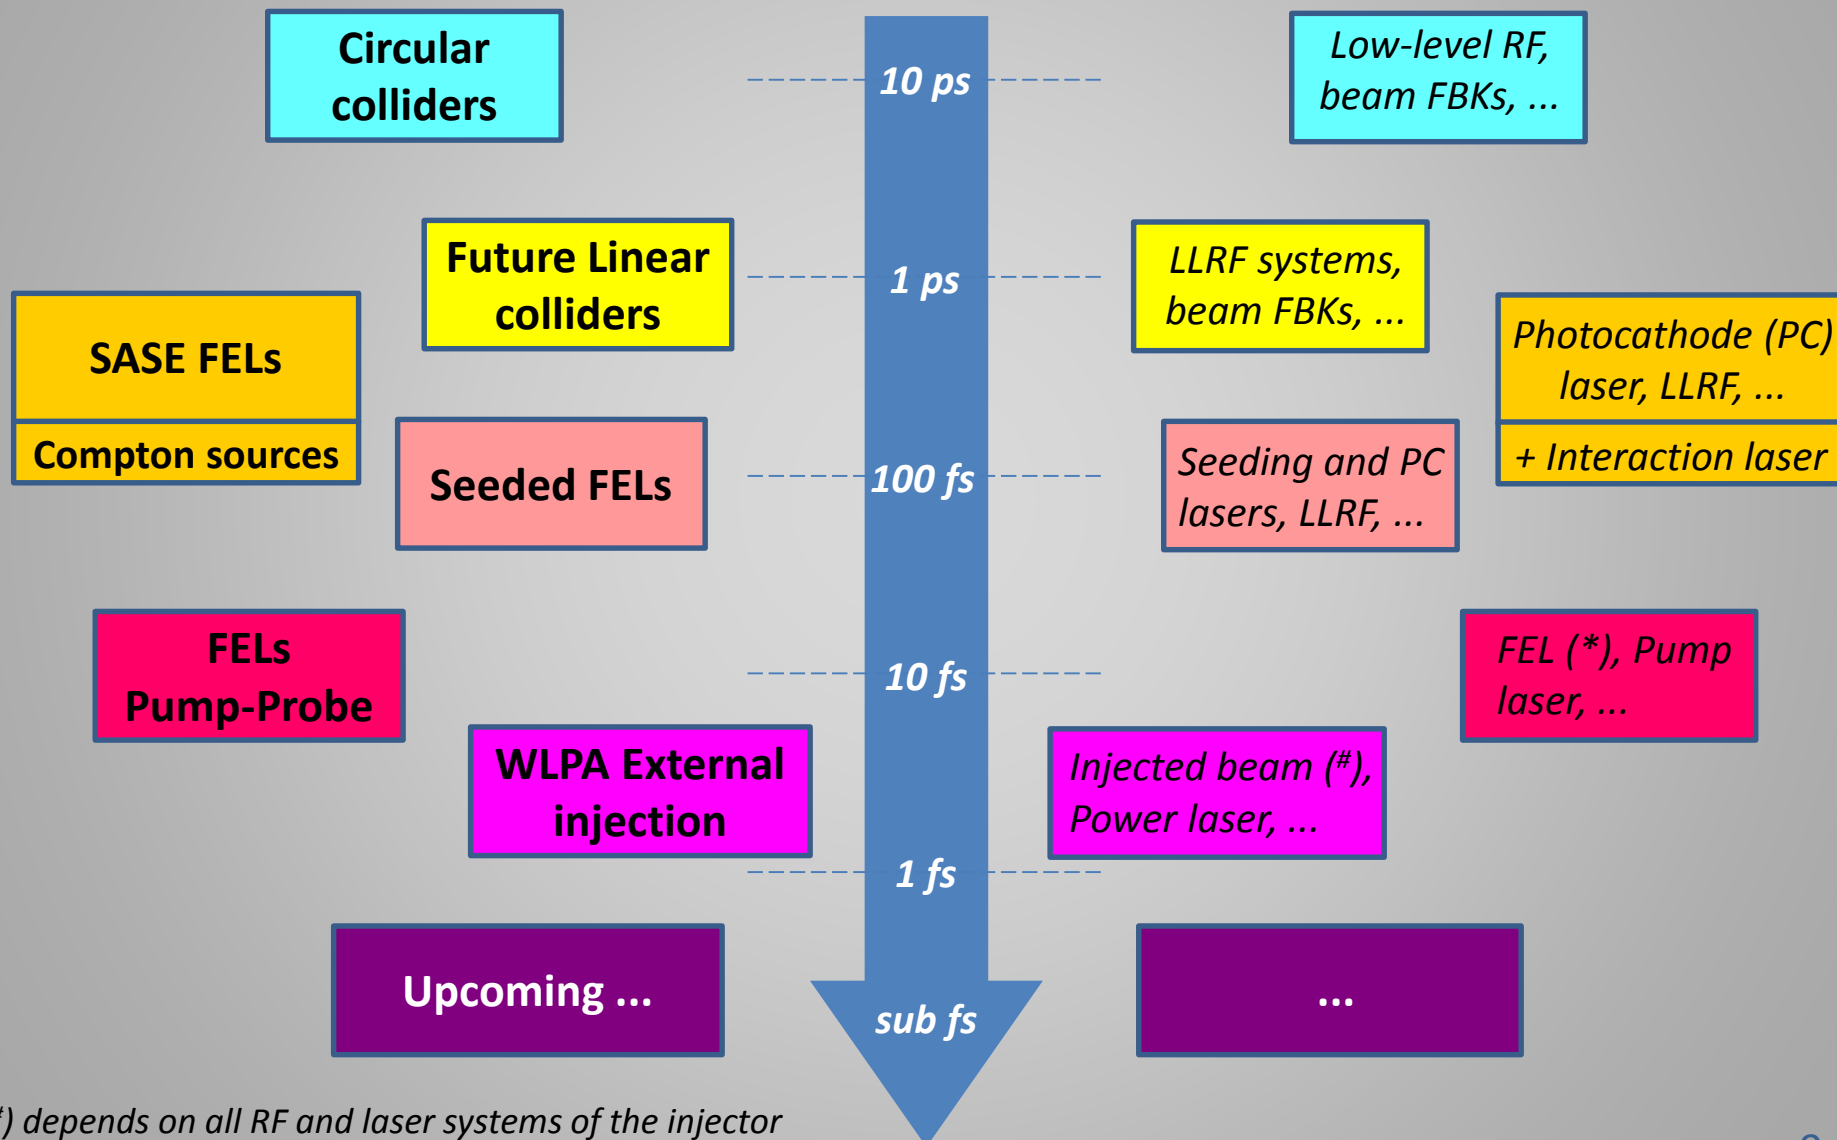 Circular
colliders
10 ps
Low-level RF,
beam FBKs, ...
Future Linear
colliders
1 ps
LLRF systems,
beam FBKs, ...
SASE FELs
Photocathode (PC)
laser, LLRF, ...
Compton sources
+ Interaction laser
Seeded FELs
100 fs
Seeding and PC
lasers, LLRF, ...
FELs
Pump-Probe
10 fs
FEL (*), Pump
laser, ...
WLPA External
injection
Injected beam (#),
Power laser, ...
1 fs
Upcoming ...
sub fs
...
#) depends on all RF and laser systems of the injector